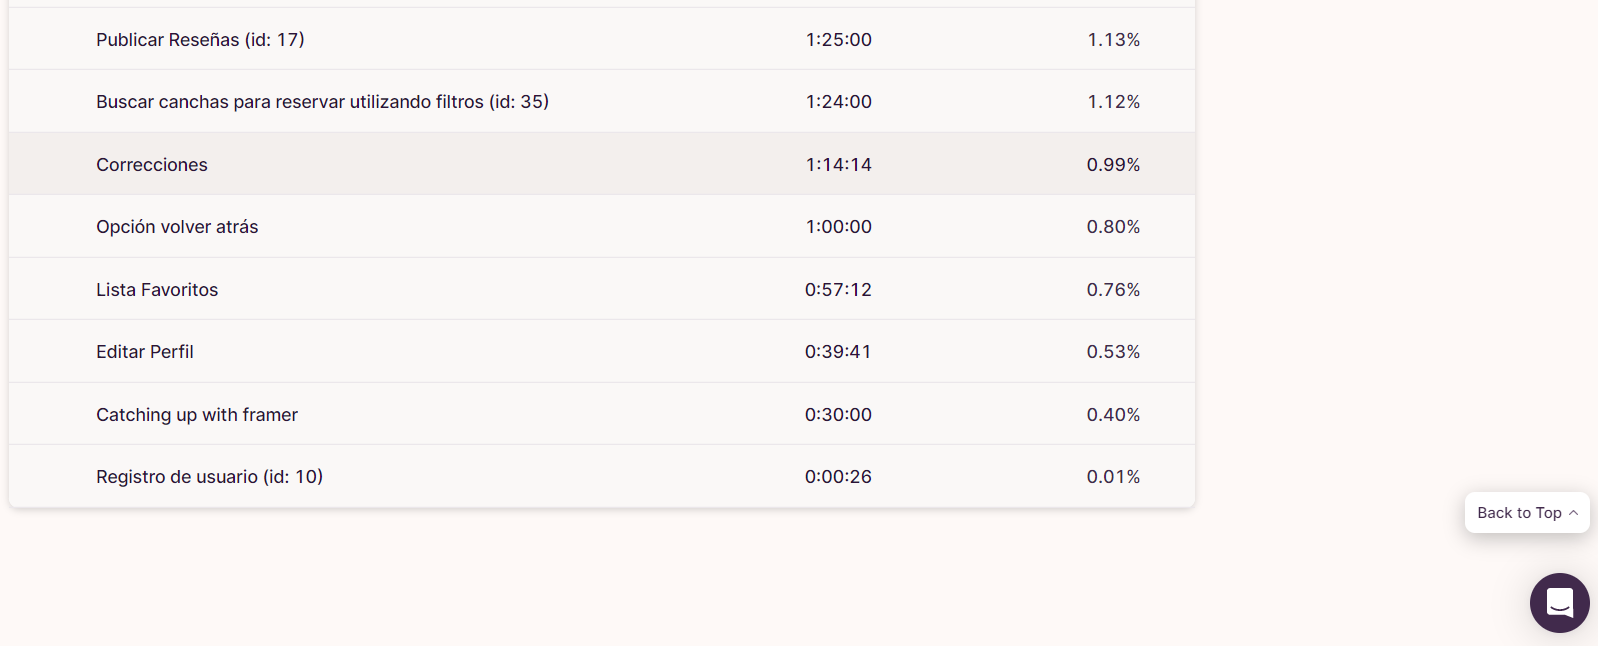 Publicar Reseñas (id: 17) 1:25:00 1.13%
Buscar canchas para reservar utilizando filtros (id: 35) 1:24:00 1.12%
Correcciones 1:14:14 0.99%
Opción volver atrás 1:00:00 0.80%
Lista Favoritos 0:57:12 0.76%
Editar Perfil 0:39:41 0.53%
Catching up with framer 0:30:00 0.40%
Registro de usuario (id: 10) 0:00:26 0.01%
Back to Top